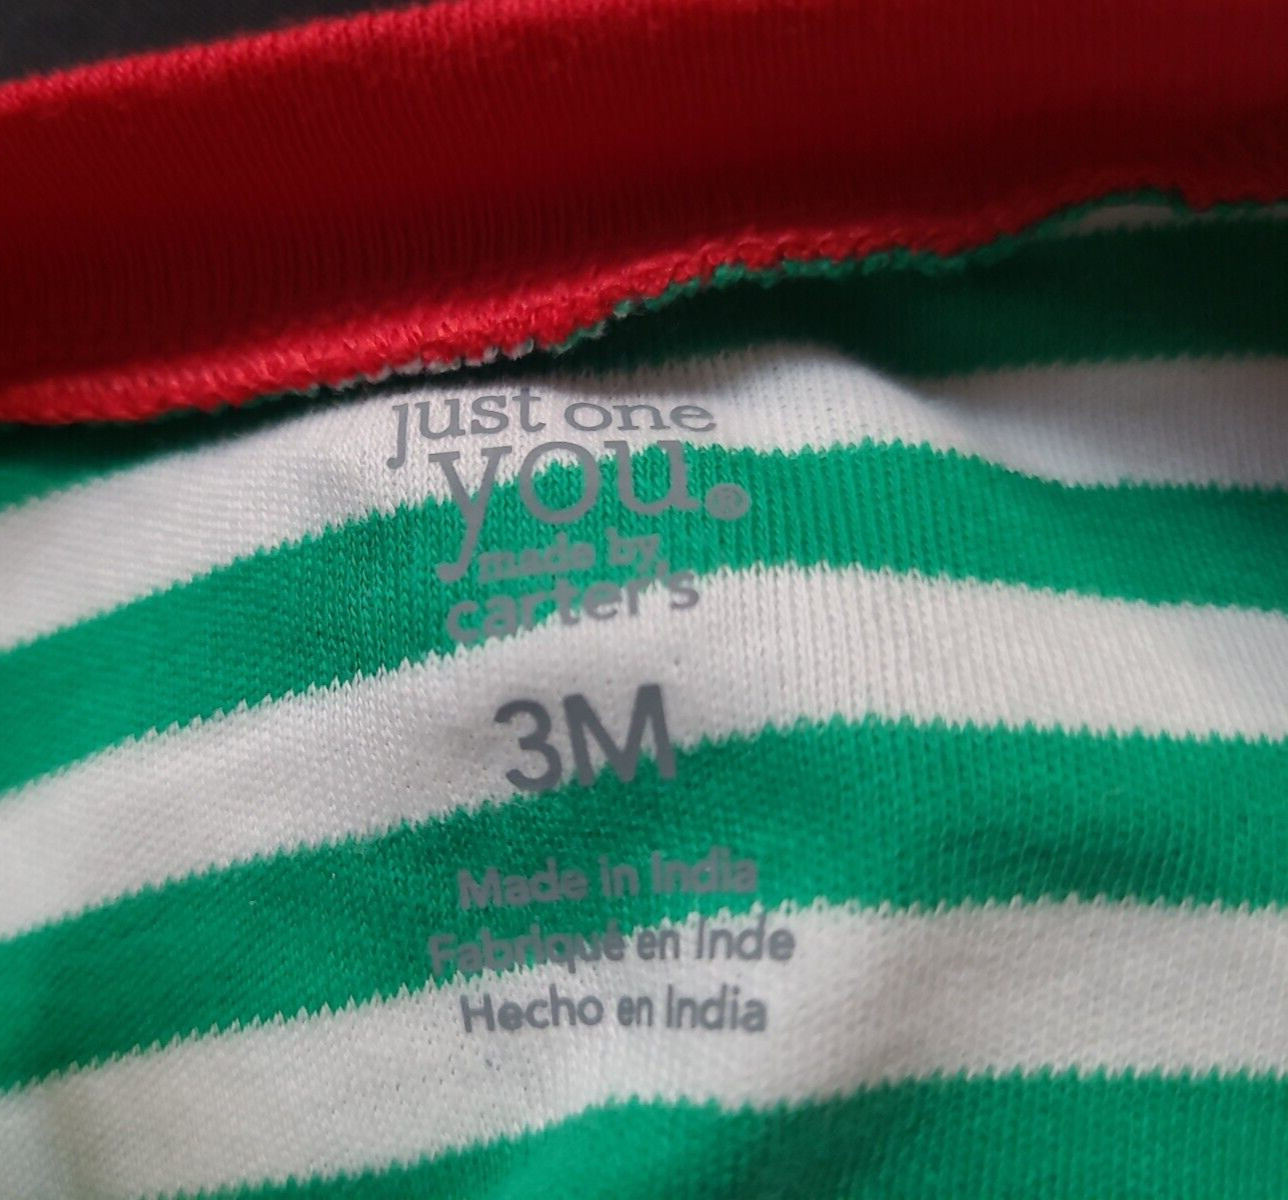 just one
you.®
made by
carter's
3M
Made in India
Fabriqué en Inde
Hecho en India